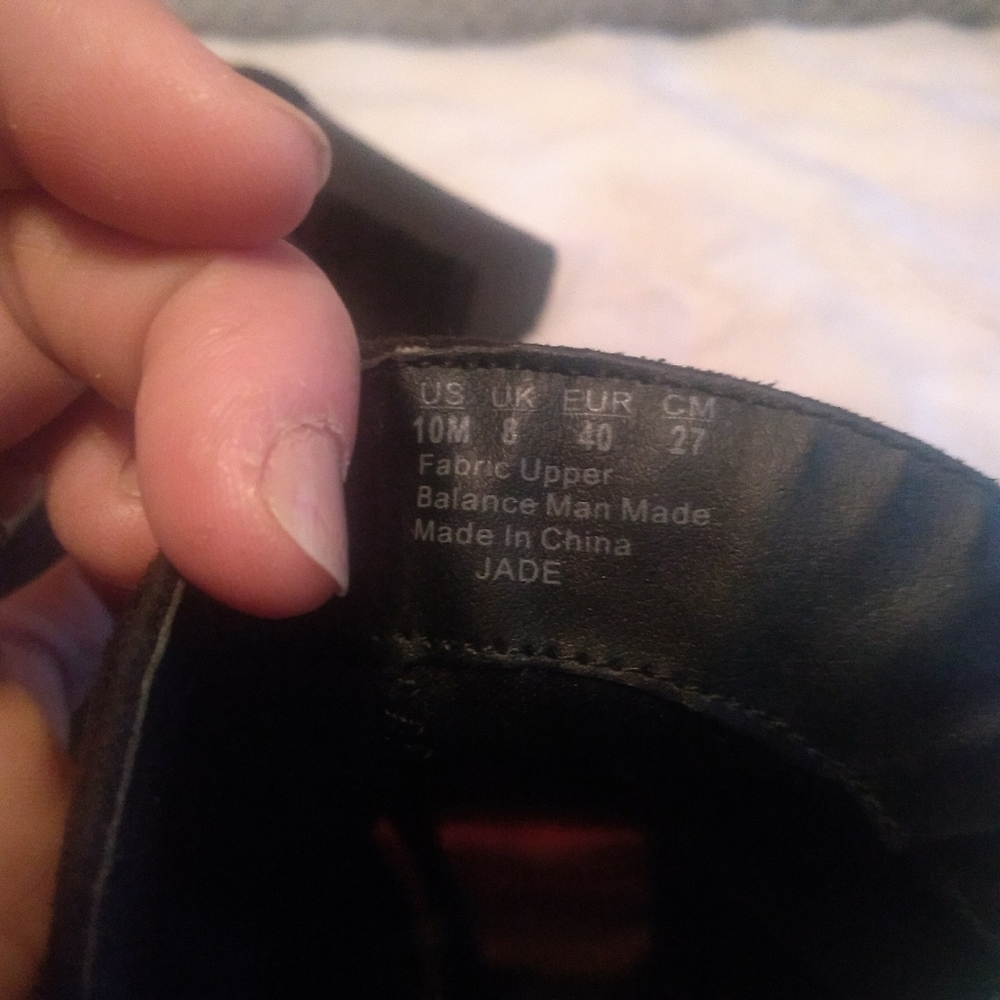 US UK EUR CM
10M 8 40 27
Fabric Upper
Balance Man Made
Made In China
JADE